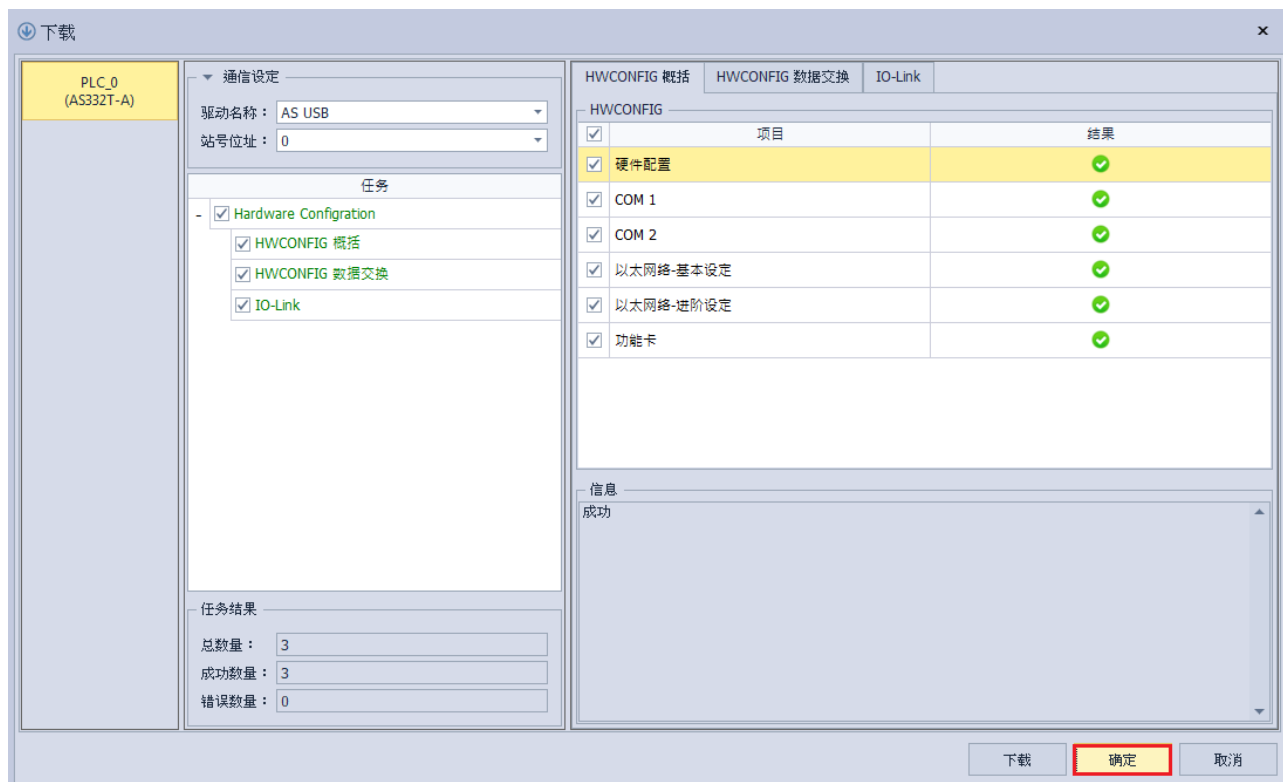 下载
PLC_0
(AS332T-A)
通信设定
驱动名称： AS USB
站号位址： 0
任务
- Hardware Configration
HWCONFIG 概括
HWCONFIG 数据交换
IO-Link
任务结果
总数量： 3
成功数量： 3
错误数量： 0
HWCONFIG 概括 HWCONFIG 数据交换 IO-Link
HWCONFIG
项目 结果
硬件配置
COM 1
COM 2
以太网络-基本设定
以太网络-进阶设定
功能卡
信息
成功
下载 确定 取消